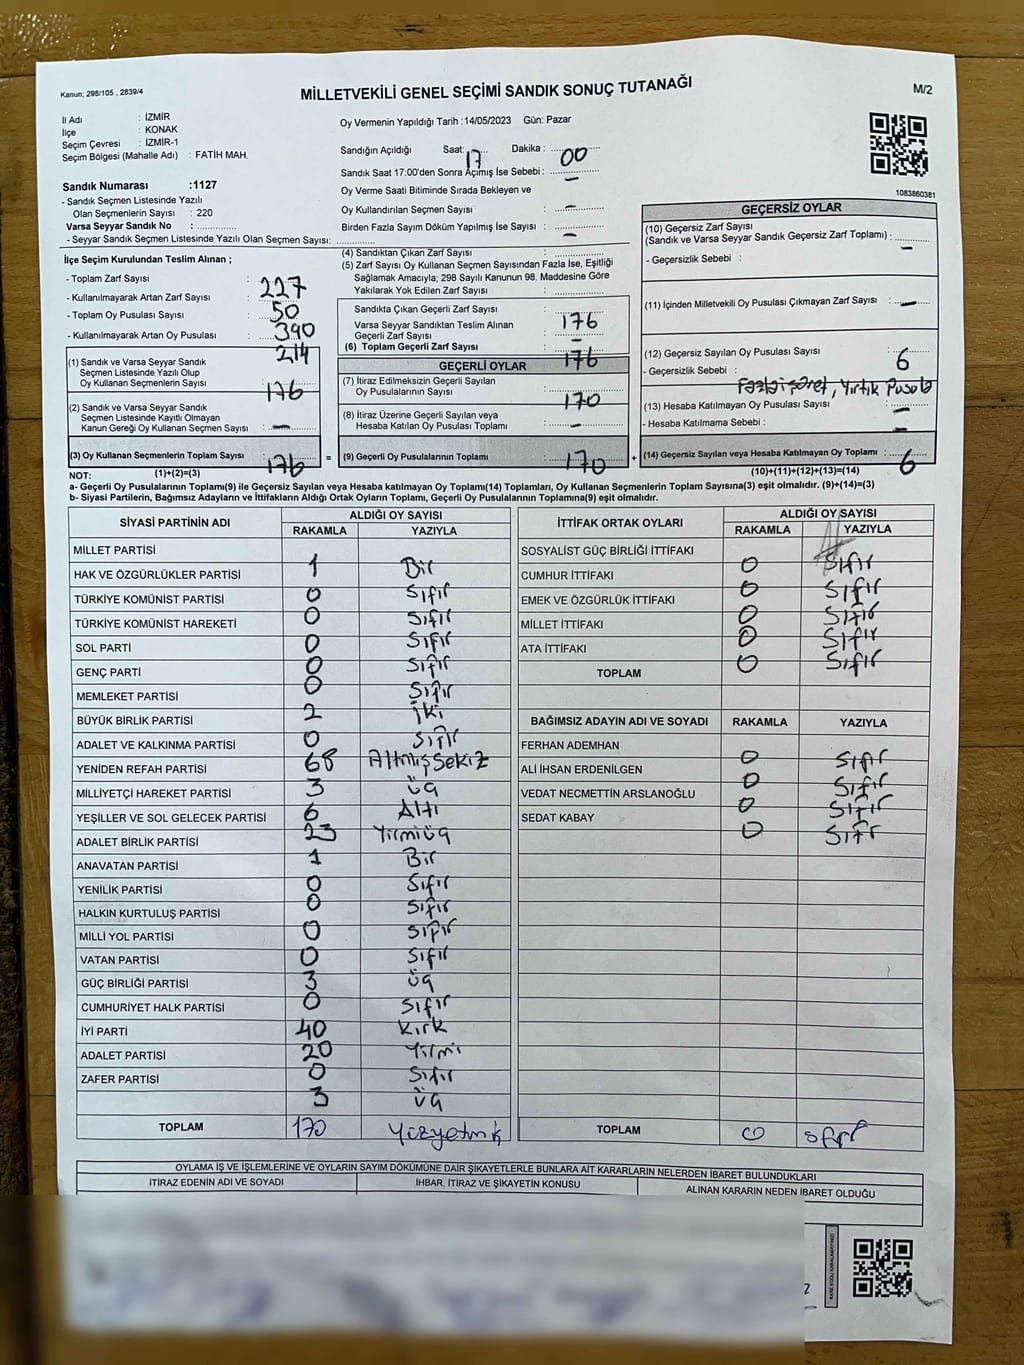 Kanun; 298/105 , 2839/4
MİLLETVEKİLİ GENEL SEÇİMİ SANDIK SONUÇ TUTANAĞI
M/2
İl Adı : İZMİR
İlçe : KONAK
Seçim Çevresi : İZMİR-1
Seçim Bölgesi (Mahalle Adı) : FATİH MAH.
Sandık Numarası :1127
- Sandık Seçmen Listesinde Yazılı
Olan Seçmenlerin Sayısı : 220
Varsa Seyyar Sandık No :
- Seyyar Sandık Seçmen Listesinde Yazılı Olan Seçmen Sayısı:
Oy Vermenin Yapıldığı Tarih :14/05/2023 Gün: Pazar
Sandığın Açıldığı Saat: 17 Dakika : 00
Sandık Saat 17:00'den Sonra Açımış İse Sebebi : –
Oy Verme Saati Bitiminde Sırada Bekleyen ve
Oy Kullandırılan Seçmen Sayısı : –
Birden Fazla Sayım Döküm Yapılmış İse Sayısı : –
1083860381
İlçe Seçim Kurulundan Teslim Alınan ;
- Toplam Zarf Sayısı : 227
- Kullanılmayarak Artan Zarf Sayısı : 50
- Toplam Oy Pusulası Sayısı : 390
- Kullanılmayarak Artan Oy Pusulası : 214
(1) Sandık ve Varsa Seyyar Sandık
Seçmen Listesinde Yazılı Olup
Oy Kullanan Seçmenlerin Sayısı : 176
(2) Sandık ve Varsa Seyyar Sandık
Seçmen Listesinde Kayıtlı Olmayan
Kanun Gereği Oy Kullanan Seçmen Sayısı : –
(3) Oy Kullanan Seçmenlerin Toplam Sayısı : 176
(1)+(2)=(3)
(4) Sandıktan Çıkan Zarf Sayısı :
(5) Zarf Sayısı Oy Kullanan Seçmen Sayısından Fazla İse, Eşitliği
Sağlamak Amacıyla; 298 Sayılı Kanunun 98. Maddesine Göre
Yakılarak Yok Edilen Zarf Sayısı :
Sandıkta Çıkan Geçerli Zarf Sayısı : 176
Varsa Seyyar Sandıktan Teslim Alınan
Geçerli Zarf Sayısı : –
(6) Toplam Geçerli Zarf Sayısı : 176
GEÇERLİ OYLAR
(7) İtiraz Edilmeksizin Geçerli Sayılan
Oy Pusulalarının Sayısı : 170
(8) İtiraz Üzerine Geçerli Sayılan veya
Hesaba Katılan Oy Pusulası Toplamı : –
= (9) Geçerli Oy Pusulalarının Toplamı : 170 +
GEÇERSİZ OYLAR
(10) Geçersiz Zarf Sayısı
(Sandık ve Varsa Seyyar Sandık Geçersiz Zarf Toplamı) : –
- Geçersizlik Sebebi :
(11) İçinden Milletvekili Oy Pusulası Çıkmayan Zarf Sayısı : –
(12) Geçersiz Sayılan Oy Pusulası Sayısı : 6
- Geçersizlik Sebebi : Fazla işaret, Yırtık Pusula
(13) Hesaba Katılmayan Oy Pusulası Sayısı : –
- Hesaba Katılmama Sebebi : –
(14) Geçersiz Sayılan veya Hesaba Katılmayan Oy Toplamı : 6
(10)+(11)+(12)+(13)=(14)
NOT:
a- Geçerli Oy Pusulalarının Toplamı(9) ile Geçersiz Sayılan veya Hesaba katılmayan Oy Toplamı(14) Toplamları, Oy Kullanan Seçmenlerin Toplam Sayısına(3) eşit olmalıdır. (9)+(14)=(3)
b- Siyasi Partilerin, Bağımsız Adayların ve İttifakların Aldığı Ortak Oyların Toplamı, Geçerli Oy Pusulalarının Toplamına(9) eşit olmalıdır.
SİYASİ PARTİNİN ADI ALDIĞI OY SAYISI
RAKAMLA YAZIYLA
MİLLET PARTİSİ 1 Bir
HAK VE ÖZGÜRLÜKLER PARTİSİ 0 Sıfır
TÜRKİYE KOMÜNİST PARTİSİ 0 Sıfır
TÜRKİYE KOMÜNİST HAREKETİ 0 Sıfır
SOL PARTİ 0 Sıfır
GENÇ PARTİ 0 Sıfır
MEMLEKET PARTİSİ 2 İki
BÜYÜK BİRLİK PARTİSİ 0 Sıfır
ADALET VE KALKINMA PARTİSİ 68 Altmış Sekiz
YENİDEN REFAH PARTİSİ 3 Üç
MİLLİYETÇİ HAREKET PARTİSİ 6 Altı
YEŞİLLER VE SOL GELECEK PARTİSİ 23 Yirmi üç
ADALET BİRLİK PARTİSİ 1 Bir
ANAVATAN PARTİSİ 0 Sıfır
YENİLİK PARTİSİ 0 Sıfır
HALKIN KURTULUŞ PARTİSİ 0 Sıfır
MİLLİ YOL PARTİSİ 0 Sıfır
VATAN PARTİSİ 3 üç
GÜÇ BİRLİĞİ PARTİSİ 0 Sıfır
CUMHURİYET HALK PARTİSİ 40 Kırk
İYİ PARTİ 20 Yirmi
ADALET PARTİSİ 0 Sıfır
ZAFER PARTİSİ 3 üç
TOPLAM 170 Yüzyetmiş
İTTİFAK ORTAK OYLARI ALDIĞI OY SAYISI
RAKAMLA YAZIYLA
SOSYALİST GÜÇ BİRLİĞİ İTTİFAKI 0 Sıfır
CUMHUR İTTİFAKI 0 Sıfır
EMEK VE ÖZGÜRLÜK İTTİFAKI 0 Sıfır
MİLLET İTTİFAKI 0 Sıfır
ATA İTTİFAKI 0 Sıfır
TOPLAM
BAĞIMSIZ ADAYIN ADI VE SOYADI RAKAMLA YAZIYLA
FERHAN ADEMHAN 0 Sıfır
ALİ İHSAN ERDENİLGEN 0 Sıfır
VEDAT NECMETTİN ARSLANOĞLU 0 Sıfır
SEDAT KABAY 0 Sıfır
TOPLAM 0 Sıfır
OYLAMA İŞ VE İŞLEMLERİNE VE OYLARIN SAYIM DÖKÜMÜNE DAİR ŞİKAYETLERLE BUNLARA AİT KARARLARIN NELERDEN İBARET BULUNDUKLARI
İTİRAZ EDENİN ADI VE SOYADI İHBAR, İTİRAZ VE ŞİKAYETİN KONUSU ALINAN KARARIN NEDEN İBARET OLDUĞU
2